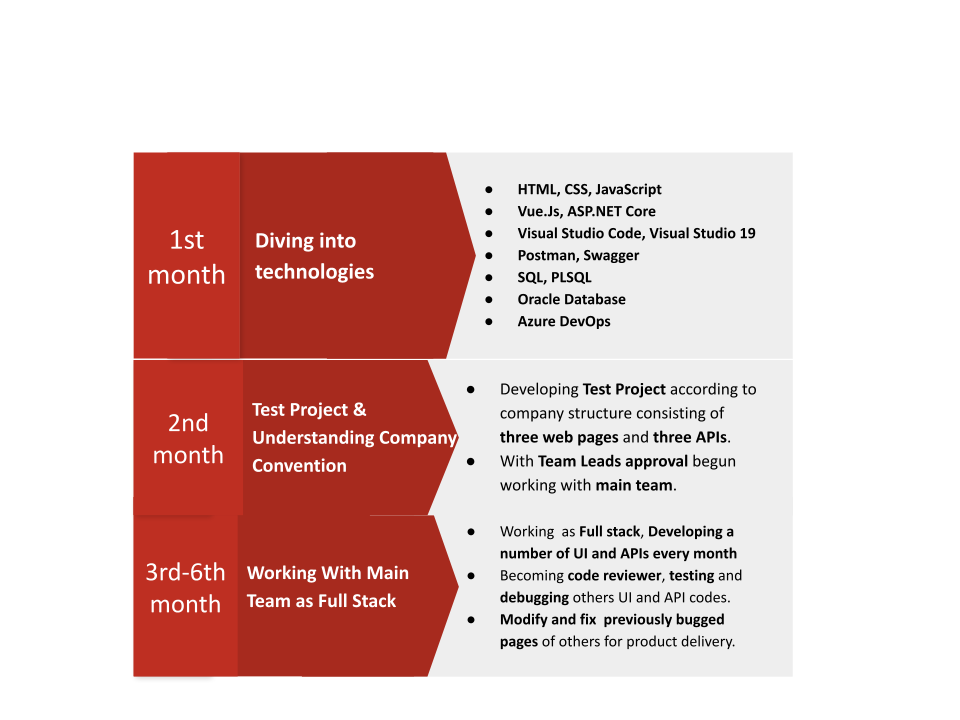 1st
month
Diving into
technologies
● HTML, CSS, JavaScript
● Vue.Js, ASP.NET Core
● Visual Studio Code, Visual Studio 19
● Postman, Swagger
● SQL, PLSQL
● Oracle Database
● Azure DevOps
2nd
month
Test Project &
Understanding Company
Convention
● Developing Test Project according to
company structure consisting of
three web pages and three APIs.
● With Team Leads approval begun
working with main team.
3rd-6th
month
Working With Main
Team as Full Stack
● Working  as Full stack, Developing a
number of UI and APIs every month
● Becoming code reviewer, testing and
debugging others UI and API codes.
● Modify and fix  previously bugged
pages of others for product delivery.